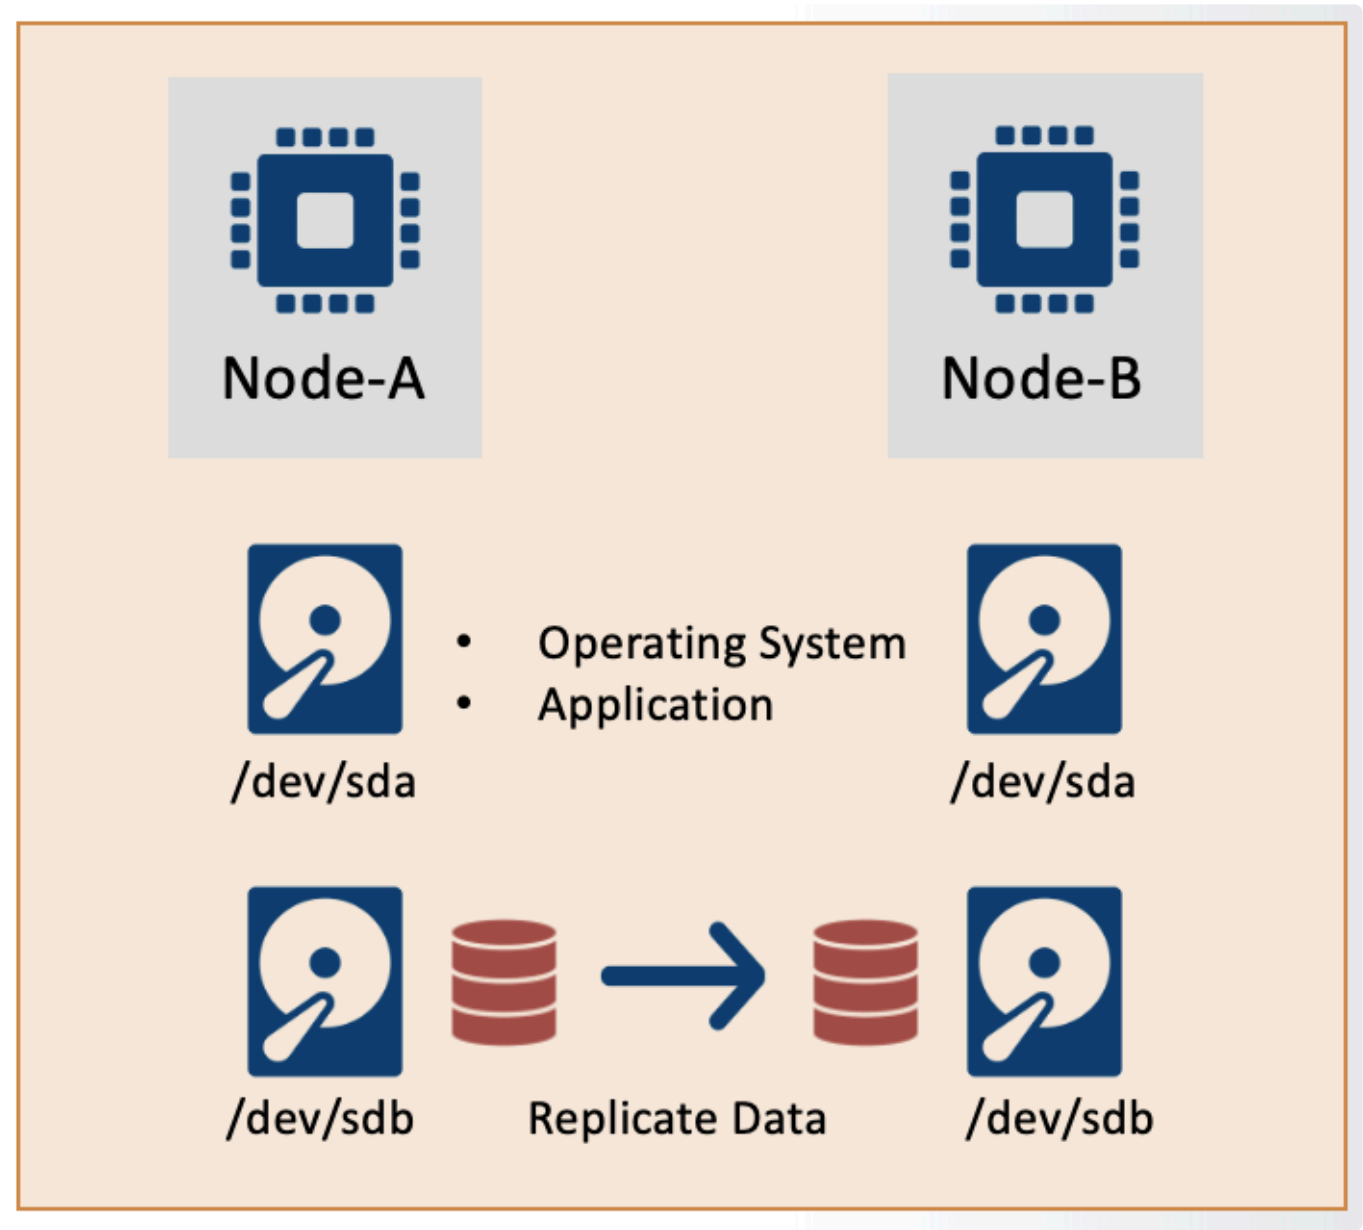 Node-A
Node-B
• Operating System
• Application
/dev/sda
/dev/sda
/dev/sdb
Replicate Data
/dev/sdb